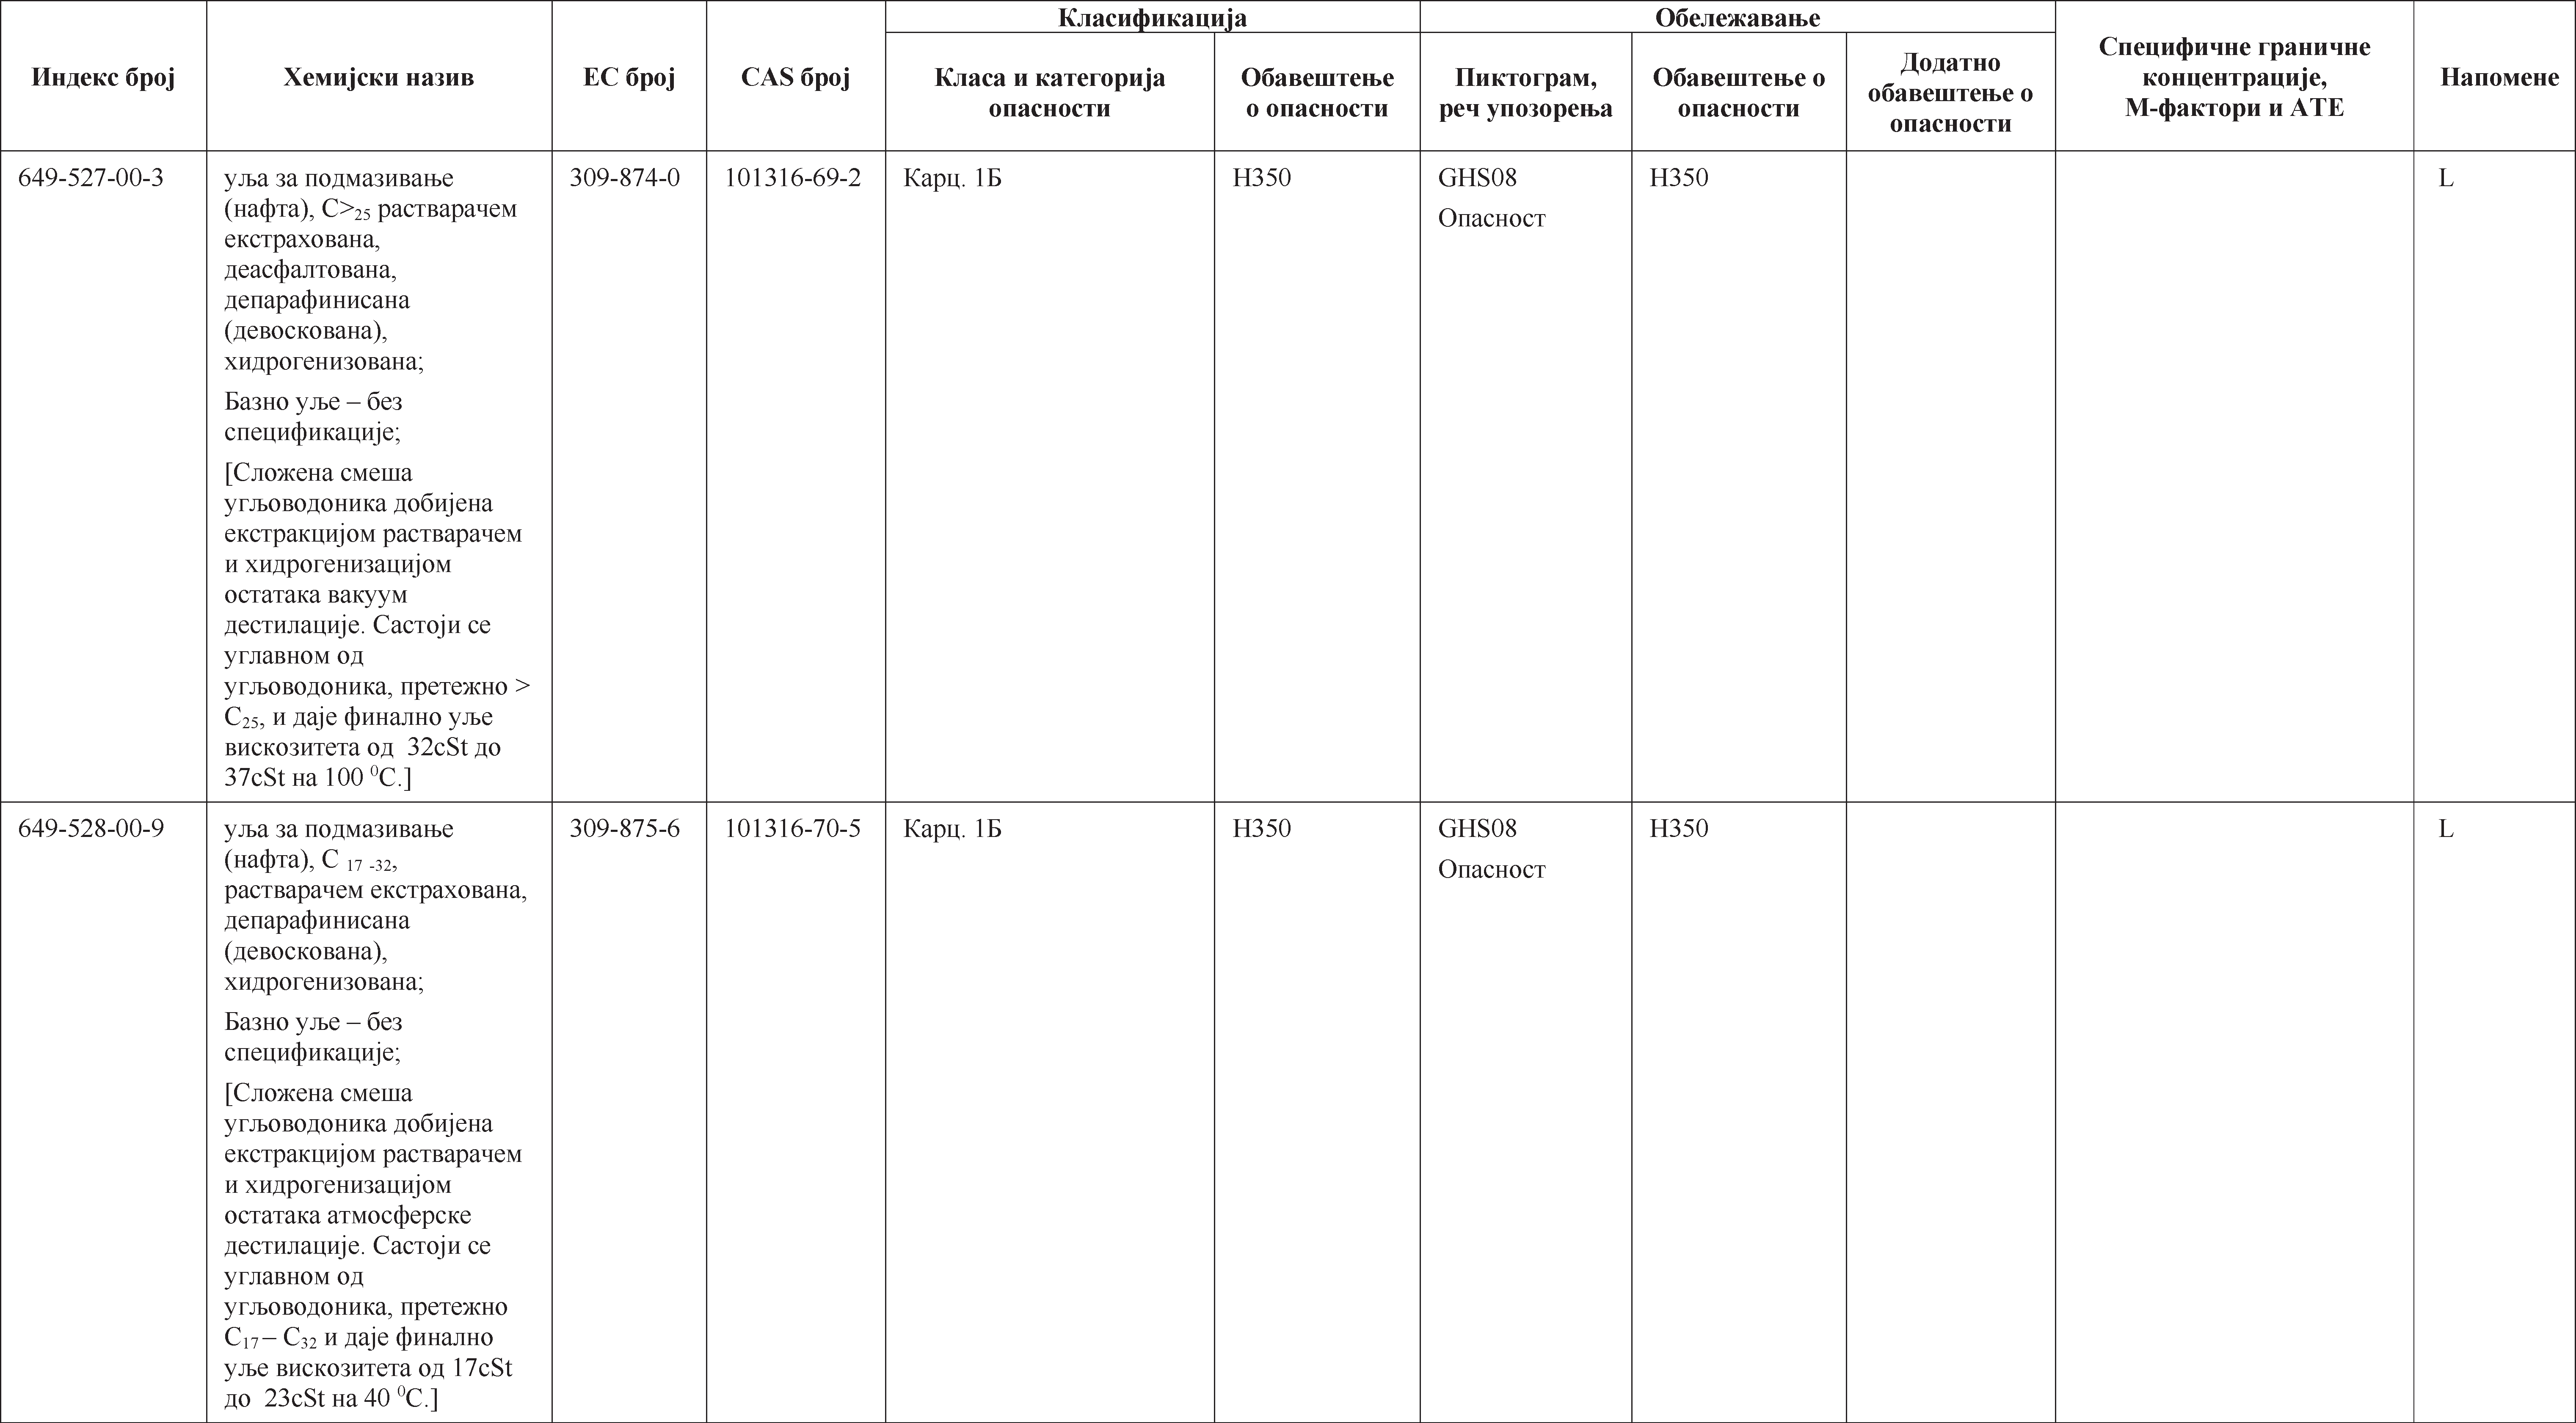 Индекс број
Хемијски назив
ЕС број
CAS број
Класификација
Класа и категорија
опасности
Обавештење
о опасности
Обележавање
Пиктограм,
реч упозорења
Обавештење о
опасности
Додатно
обавештење о
опасности
Специфичне граничне
концентрације,
М-фактори и АТЕ
Напомене
649-527-00-3
уља за подмазивање
(нафта), C>25 растварачем
екстрахована,
деасфалтована,
депарафинисана
(девоскована),
хидрогенизована;
Базно уље – без
спецификације;
[Сложена смеша
угљоводоника добијена
екстракцијом растварачем
и хидрогенизацијом
остатака вакуум
дестилације. Састоји се
углавном од
угљоводоника, претежно >
C25, и даје финално уље
вискозитета од 32cSt до
37cSt на 100 ⁰C.]
309-874-0
101316-69-2
Карц. 1Б
H350
GHS08
Опасност
H350
L
649-528-00-9
уља за подмазивање
(нафта), C 17 -32,
растварачем екстрахована,
депарафинисана
(девоскована),
хидрогенизована;
Базно уље – без
спецификације;
[Сложена смеша
угљоводоника добијена
екстракцијом растварачем
и хидрогенизацијом
остатака атмосферске
дестилације. Састоји се
углавном од
угљоводоника, претежно
C17 – C32 и даје финално
уље вискозитета од 17cSt
до 23cSt на 40 ⁰C.]
309-875-6
101316-70-5
Карц. 1Б
H350
GHS08
Опасност
H350
L